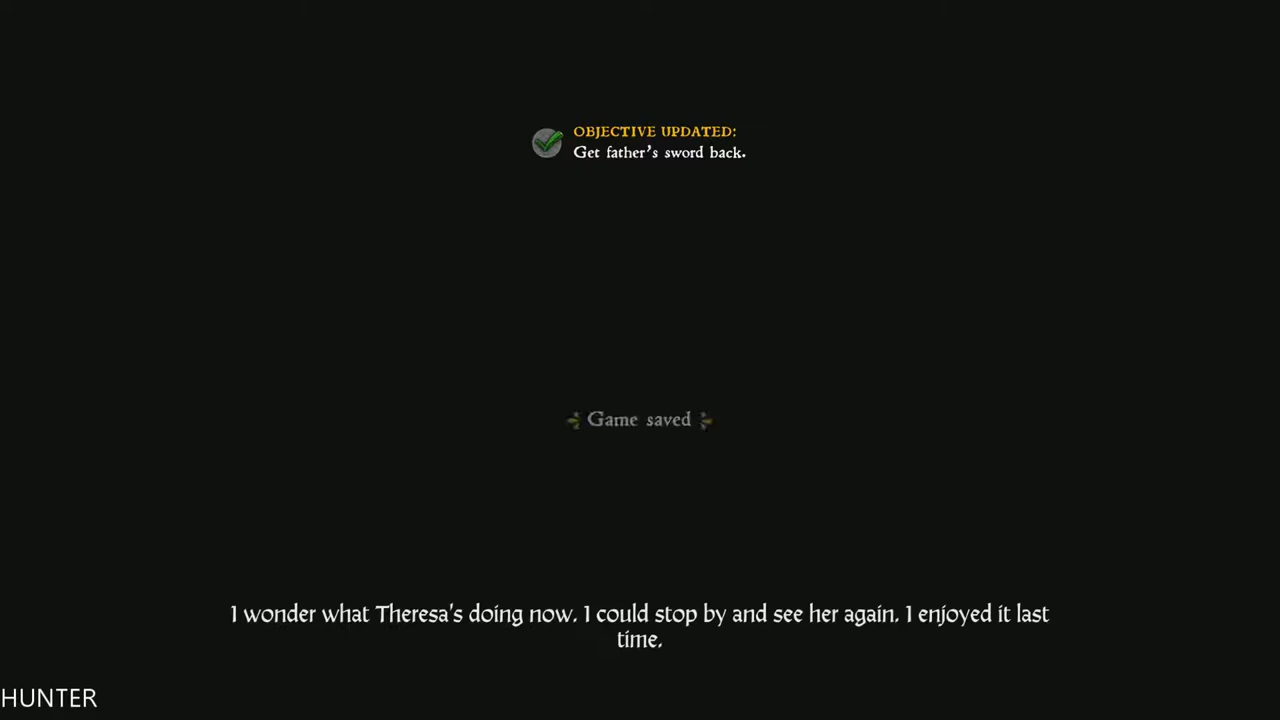 OBJECTIVE UPDATED:
Get father's sword back.
Game saved
I wonder what Theresa's doing now. I could stop by and see her again. I enjoyed it last
time.
HUNTER